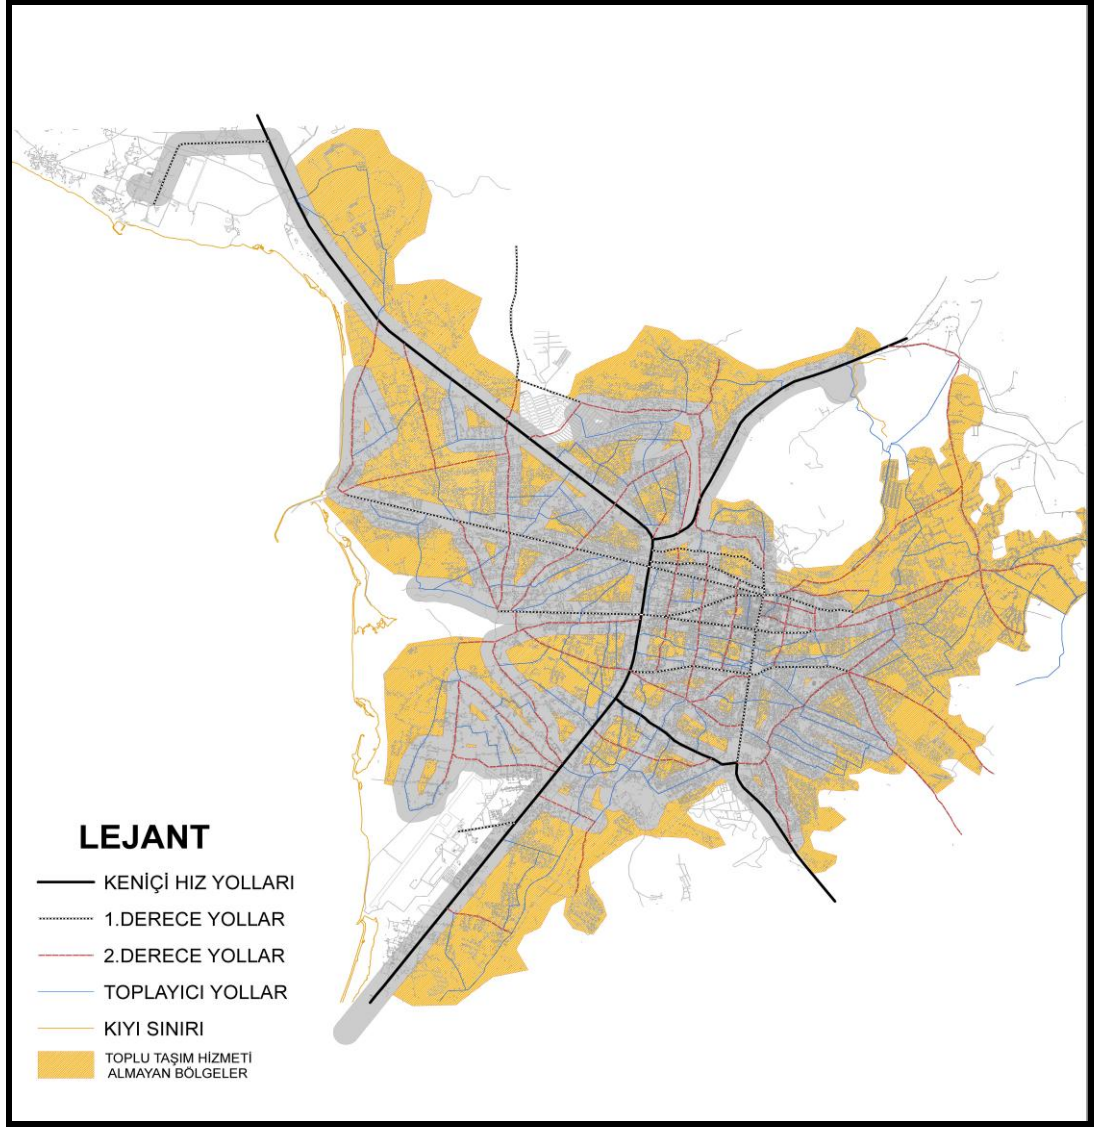 LEJANT
KENİÇİ HIZ YOLLARI
1.DERECE YOLLAR
2.DERECE YOLLAR
TOPLAYICI YOLLAR
KIYI SINIRI
TOPLU TAŞIM HİZMETİ
ALMAYAN BÖLGELER